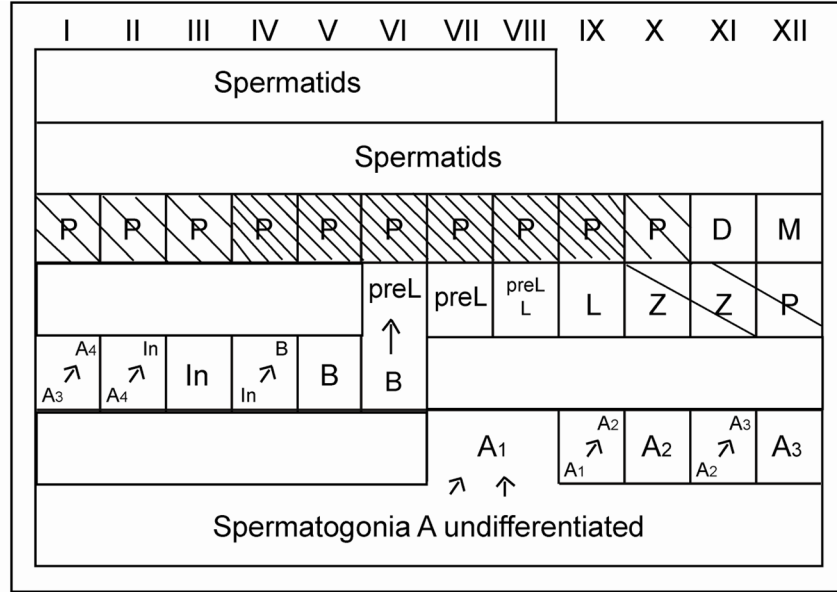 I II III IV V VI VII VIII IX X XI XII
Spermatids
Spermatids
P P P P P P P P P P D M
preL preL preL L L Z Z P
A3 A4 A4 In In In B B B A1 A1 A2 A2 A2 A3 A3
Spermatogonia A undifferentiated